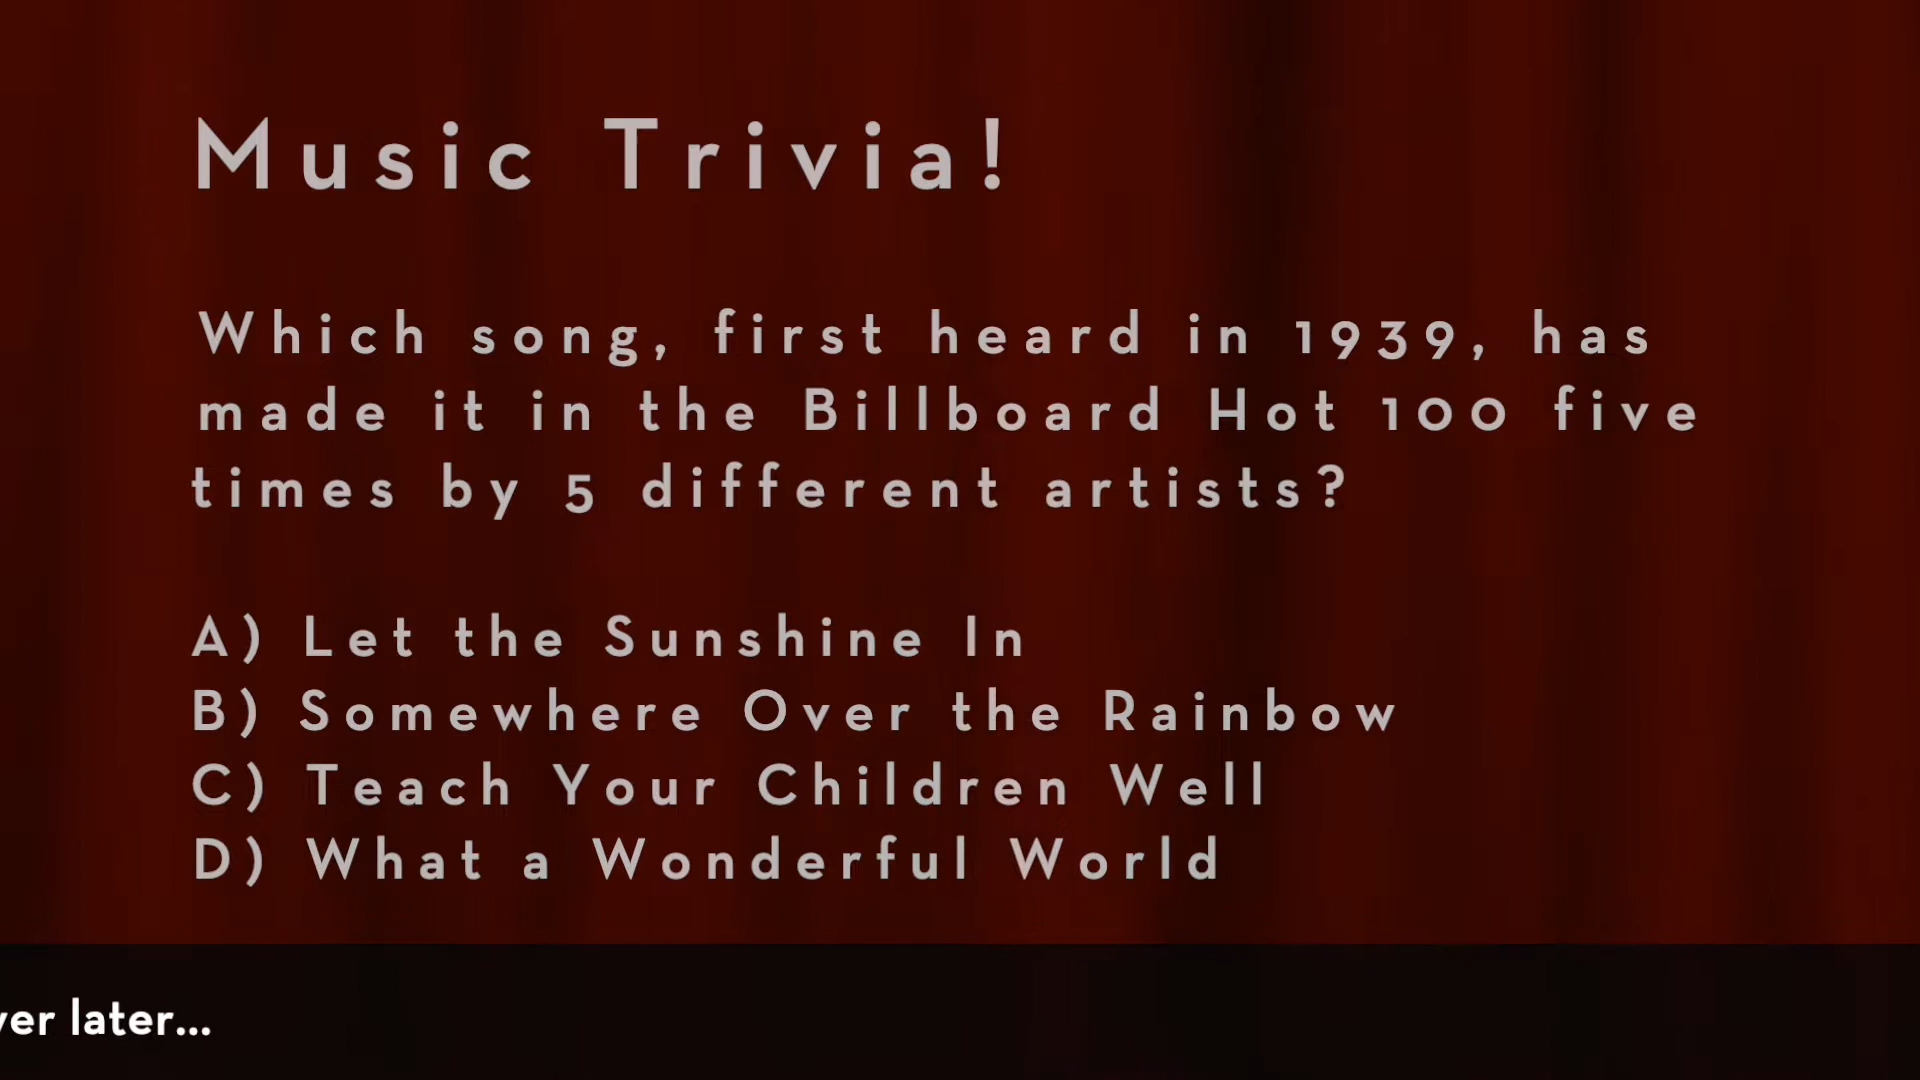 Music Trivia!
Which song, first heard in 1939, has
made it in the Billboard Hot 100 five
times by 5 different artists?
A) Let the Sunshine In
B) Somewhere Over the Rainbow
C) Teach Your Children Well
D) What a Wonderful World
later...